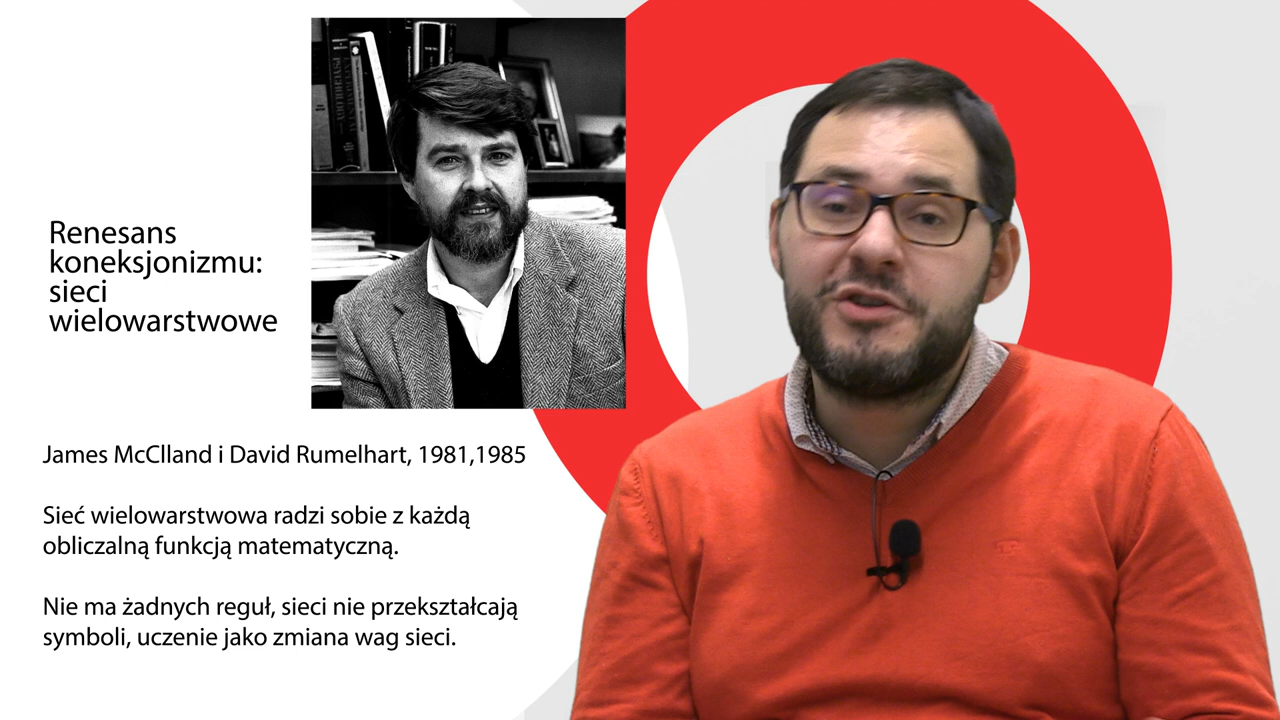 Renesans
koneksjonizmu:
sieci
wielowarstwowe
James McClland i David Rumelhart, 1981,1985
Sieć wielowarstwowa radzi sobie z każdą
obliczalną funkcją matematyczną.
Nie ma żadnych reguł, sieci nie przekształcają
symboli, uczenie jako zmiana wag sieci.